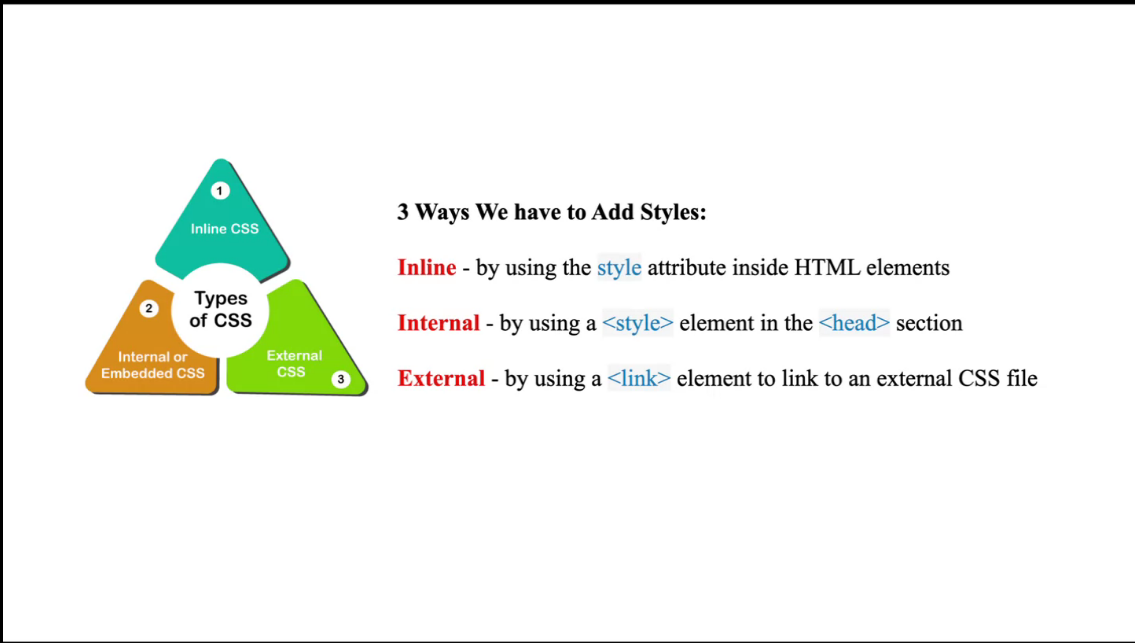 1
Inline CSS
Types
of CSS
2
Internal or
Embedded CSS
External
CSS
3
3 Ways We have to Add Styles:
Inline - by using the style attribute inside HTML elements
Internal - by using a <style> element in the <head> section
External - by using a <link> element to link to an external CSS file